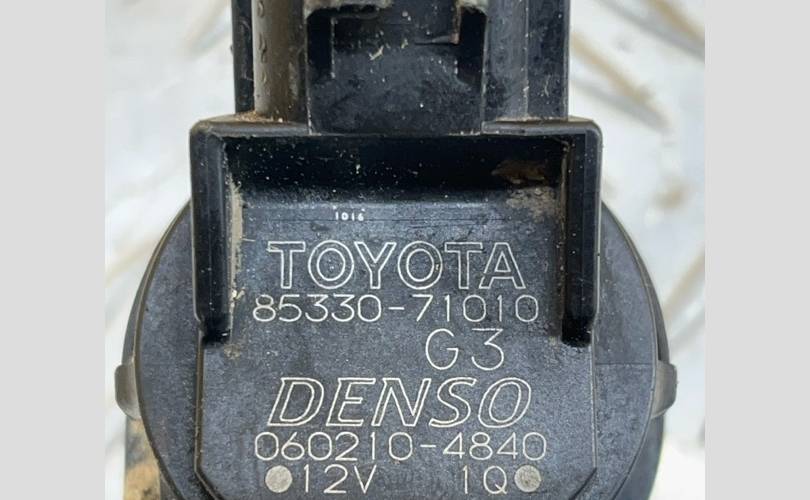 1016
TOYOTA
85330-71010
G3
DENSO
060210-4840
12V 1Q